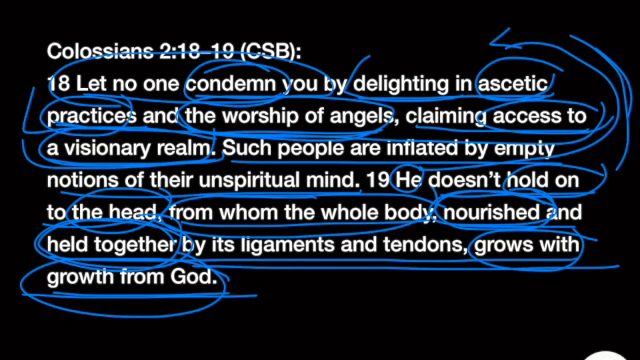 Colossians 2:18–19 (CSB):
18 Let no one condemn you by delighting in ascetic
practices and the worship of angels, claiming access to
a visionary realm. Such people are inflated by empty
notions of their unspiritual mind. 19 He doesn’t hold on
to the head, from whom the whole body, nourished and
held together by its ligaments and tendons, grows with
growth from God.